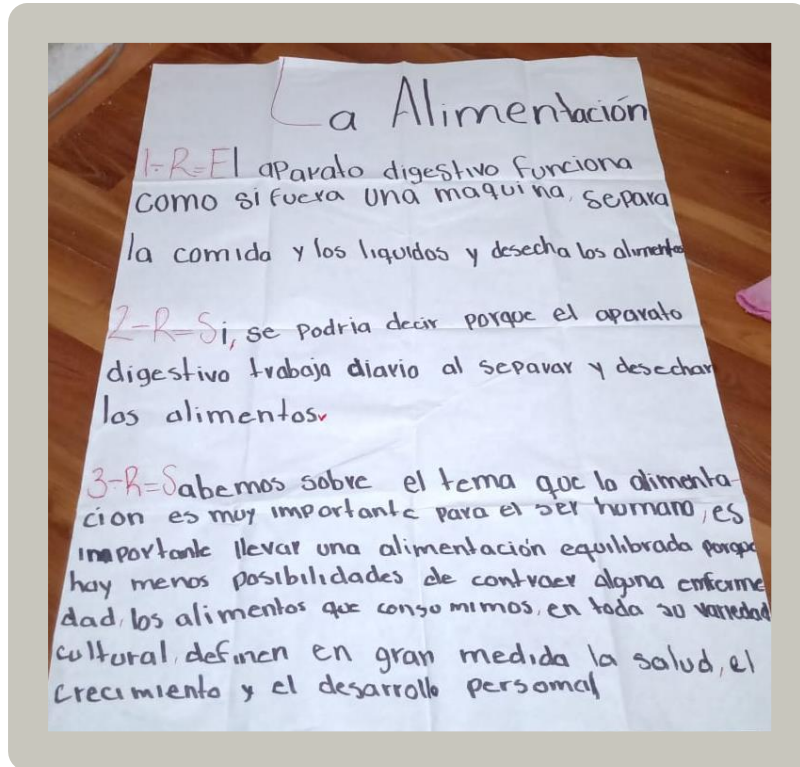 La Alimentación
1-R=El aparato digestivo funciona
como si fuera una maquina, separa
la comida y los liquidos y desecha los alimentos
2-R=Si, se podria decir porque el aparato
digestivo trabaja diario al separar y desechar
los alimentos.
3-R=Sabemos sobre el tema que la alimenta-
cion es muy importante para el ser humano, es
importante llevar una alimentación equilibrada porque
hay menos posibilidades de contraer alguna enferme
dad, los alimentos que consumimos, en toda su variedad
cultural, definen en gran medida la salud, el
crecimiento y el desarrollo personal